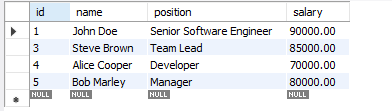 id name position salary
1 John Doe Senior Software Engineer 90000.00
3 Steve Brown Team Lead 85000.00
4 Alice Cooper Developer 70000.00
5 Bob Marley Manager 80000.00
NULL NULL NULL NULL